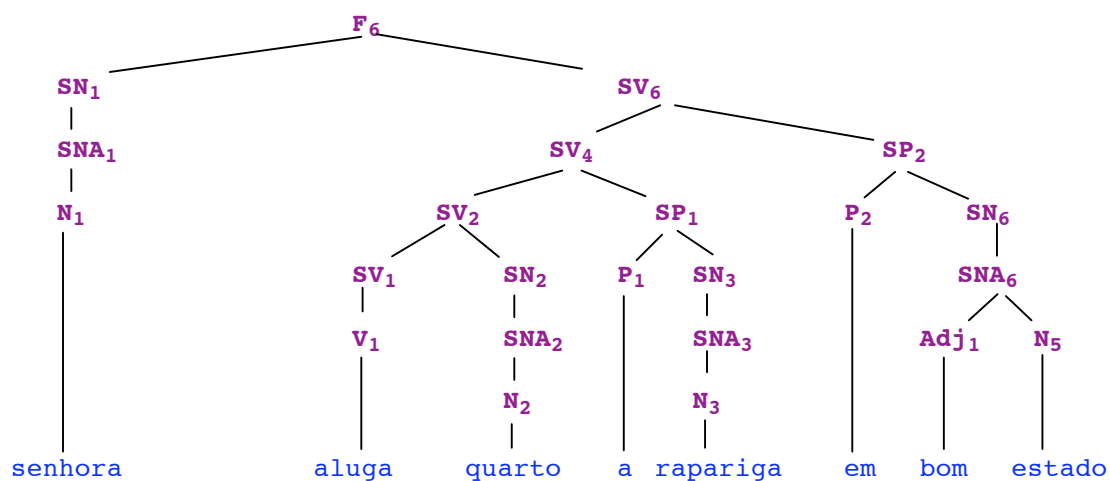 F₆
SN₁ SV₆
SNA₁ SV₄ SP₂
N₁ SV₂ SP₁ P₂ SN₆
SV₁ SN₂ P₁ SN₃ SNA₆
V₁ SNA₂ SNA₃ Adj₁ N₅
N₂ N₃
senhora aluga quarto a rapariga em bom estado